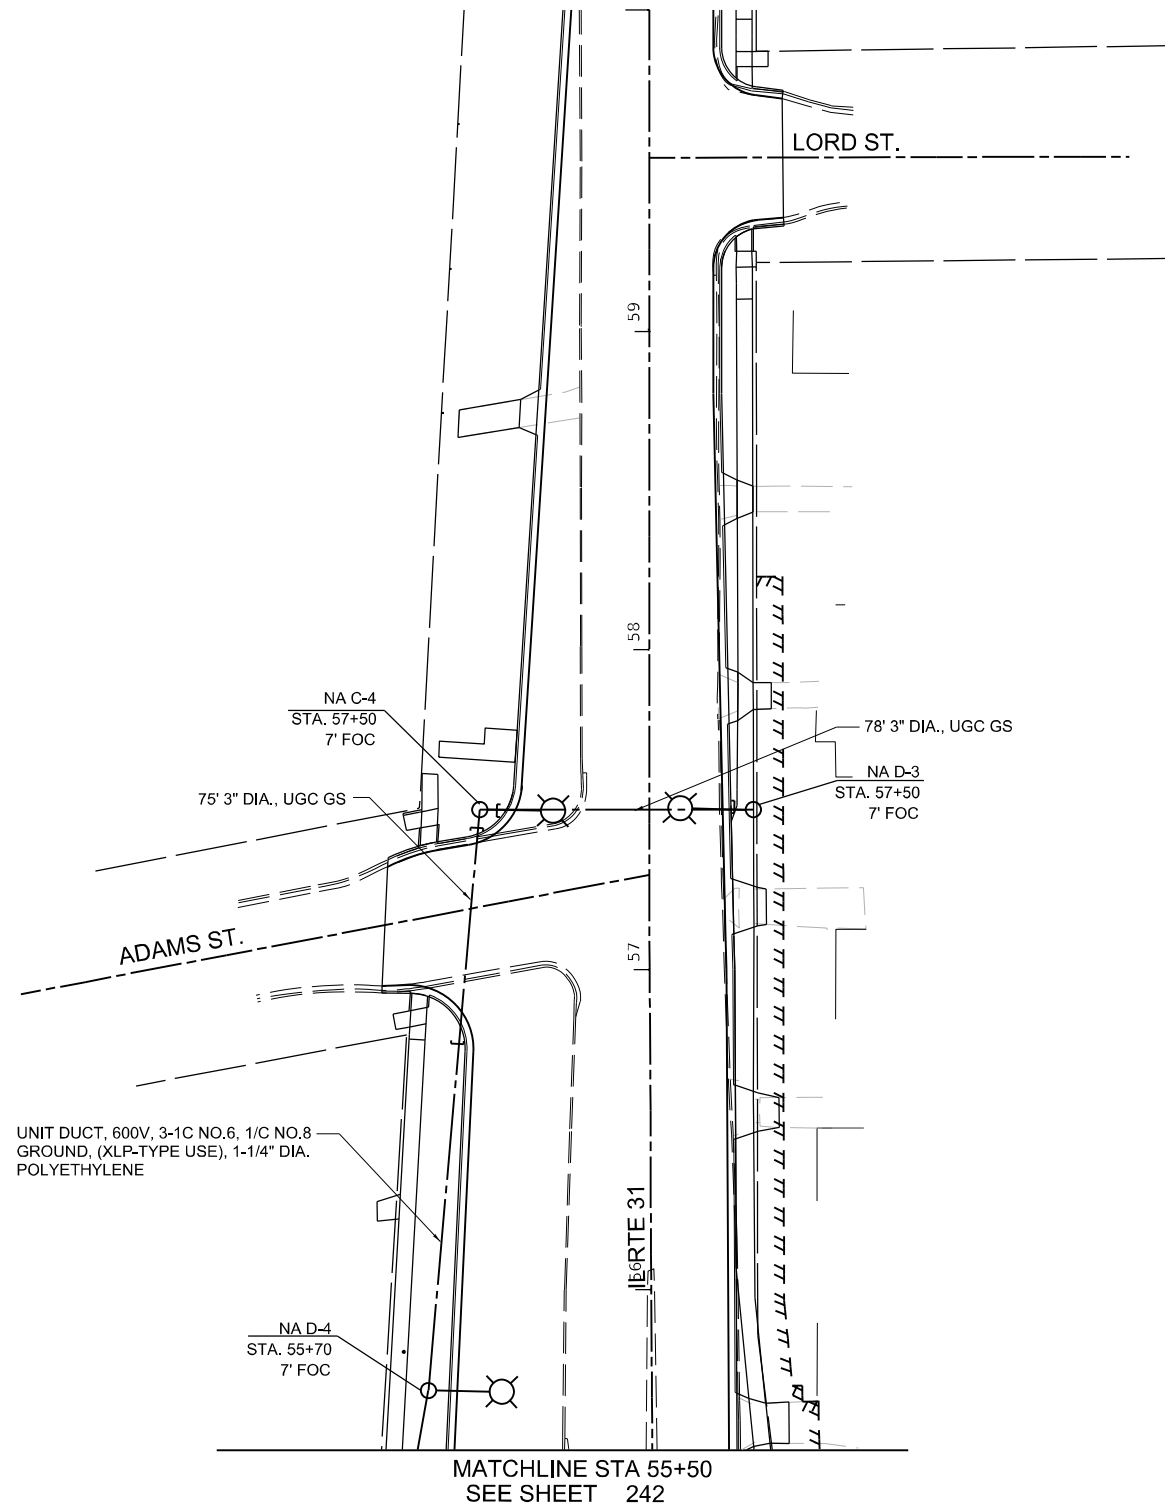 LORD ST.
59
58
NA C-4
STA. 57+50
7' FOC
78' 3" DIA., UGC GS
NA D-3
STA. 57+50
7' FOC
75' 3" DIA., UGC GS
ADAMS ST.
57
UNIT DUCT, 600V, 3-1C NO.6, 1/C NO.8
GROUND, (XLP-TYPE USE), 1-1/4" DIA.
POLYETHYLENE
IL RTE 31
56
NA D-4
STA. 55+70
7' FOC
MATCHLINE STA 55+50
SEE SHEET 242